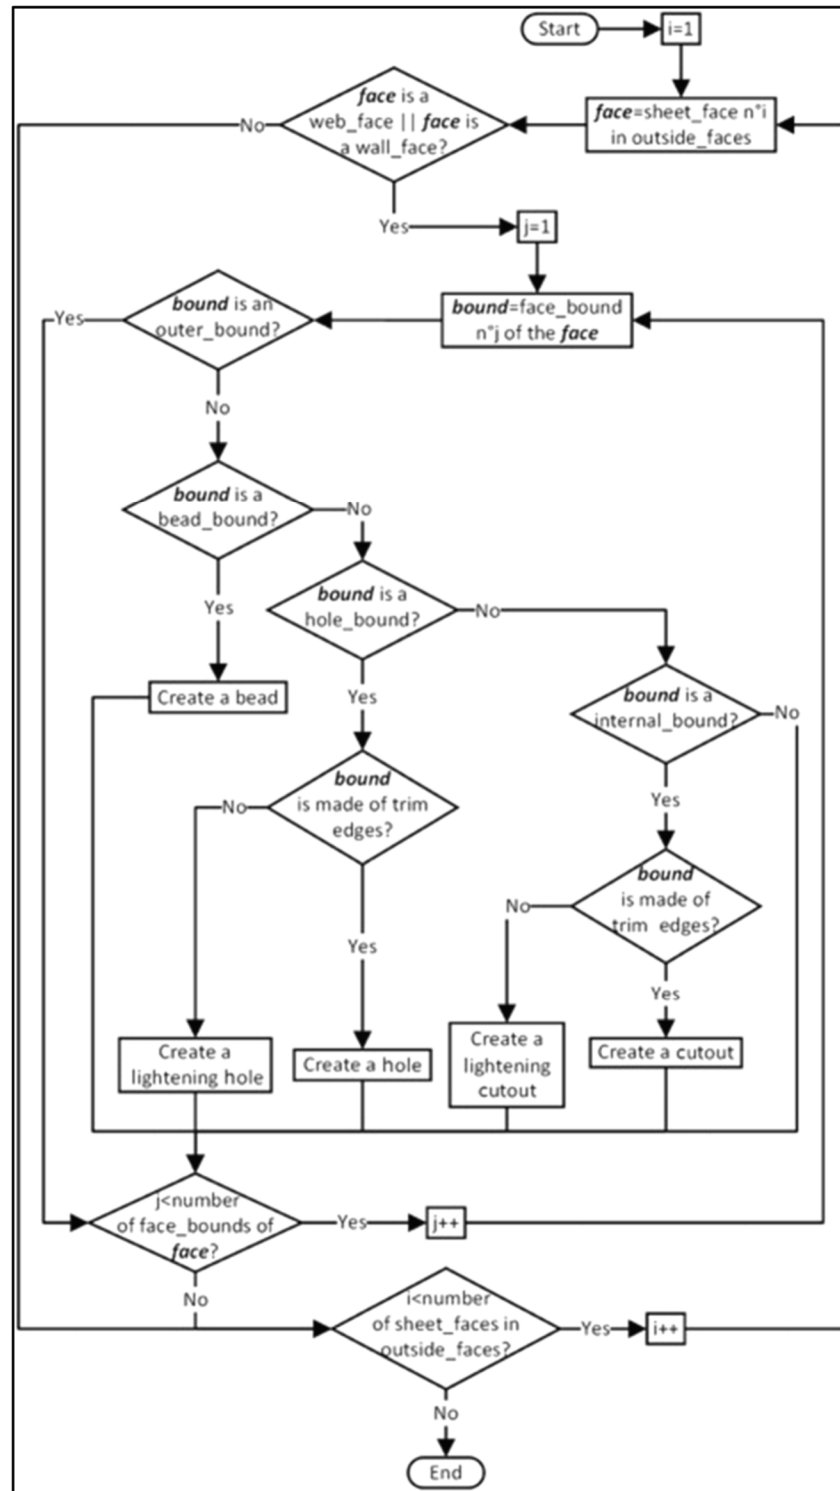 Start
i=1
face=sheet_face n°i
in outside_faces
face is a
web_face || face is
a wall_face?
No
Yes
j=1
bound=face_bound
n°j of the face
bound is an
outer_bound?
Yes
No
bound is a
bead_bound?
No
Yes
bound is a
hole_bound?
No
Create a bead
Yes
bound is a
internal_bound?
No
bound
is made of trim
edges?
No
Yes
bound
is made of
trim edges?
No
Yes
Yes
Create a
lightening hole
Create a hole
Create a
lightening
cutout
Create a cutout
j<number
of face_bounds of
face?
Yes
j++
No
i<number
of sheet_faces in
outside_faces?
Yes
i++
No
End